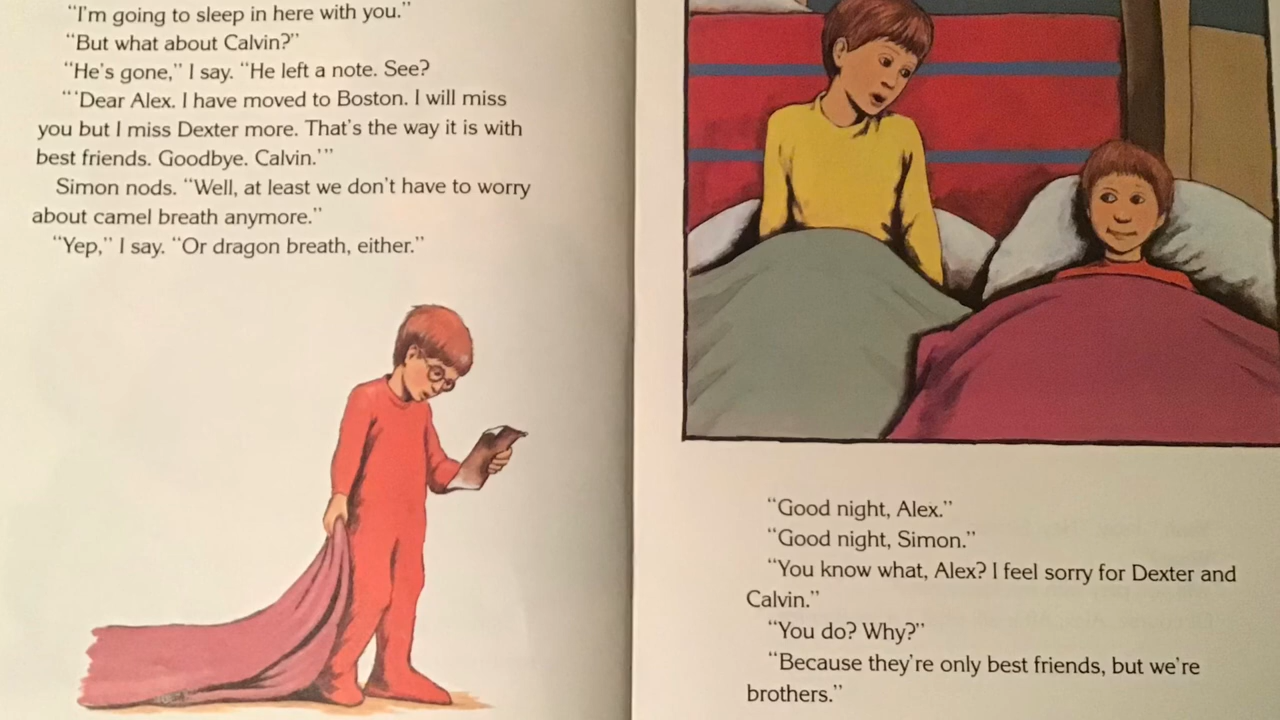 “I’m going to sleep in here with you.”
“But what about Calvin?”
“He’s gone,” I say. “He left a note. See?
“‘Dear Alex. I have moved to Boston. I will miss
you but I miss Dexter more. That’s the way it is with
best friends. Goodbye. Calvin.’”
Simon nods. “Well, at least we don’t have to worry
about camel breath anymore.”
“Yep,” I say. “Or dragon breath, either.”
“Good night, Alex.”
“Good night, Simon.”
“You know what, Alex? I feel sorry for Dexter and
Calvin.”
“You do? Why?”
“Because they’re only best friends, but we’re
brothers.”